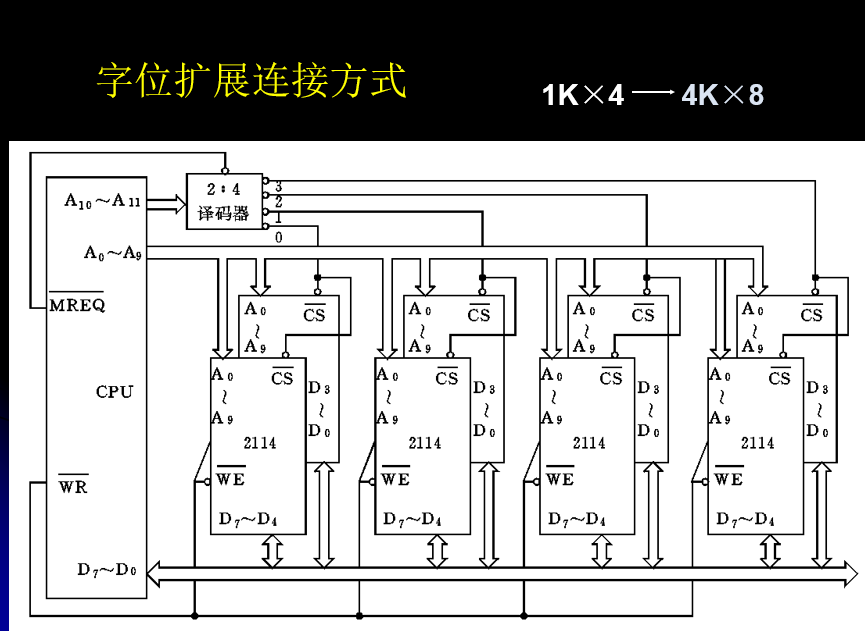 字位扩展连接方式
1K×4 → 4K×8
A10～A11
2:4
译码器
3
2
1
0
A0～A9
MREQ
CPU
WR
D7～D0
A0
～
A9
CS
A0
～
A9
CS
D3
～
D0
2114
WE
D7～D4
A0
～
A9
CS
A0
～
A9
CS
D3
～
D0
2114
WE
D7～D4
A0
～
A9
CS
A0
～
A9
CS
D3
～
D0
2114
WE
D7～D4
A0
～
A9
CS
A0
～
A9
CS
D3
～
D0
2114
WE
D7～D4